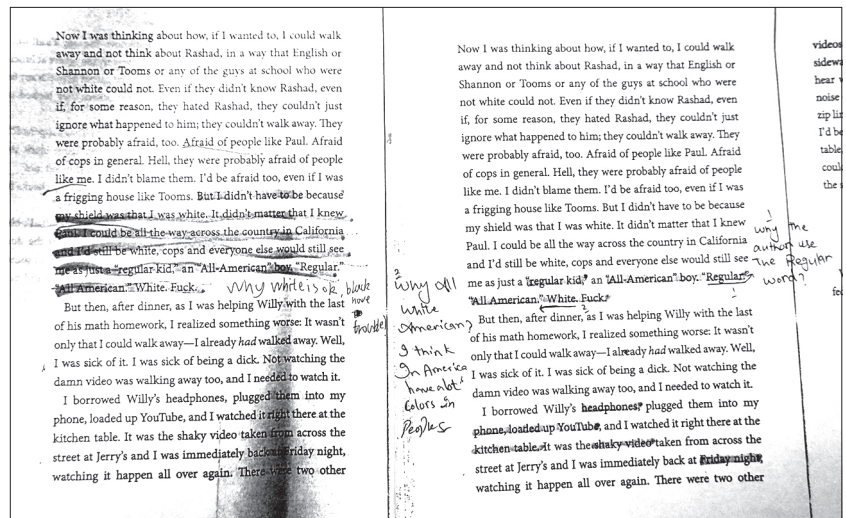 Now I was thinking about how, if I wanted to, I could walk
away and not think about Rashad, in a way that English or
Shannon or Tooms or any of the guys at school who were
not white could not. Even if they didn't know Rashad, even
if, for some reason, they hated Rashad, they couldn't just
ignore what happened to him; they couldn't walk away. They
were probably afraid, too. Afraid of people like Paul. Afraid
of cops in general. Hell, they were probably afraid of people
like me. I didn't blame them. I'd be afraid too, even if I was
a frigging house like Tooms. But I didn't have to be because
my shield was that I was white. It didn't matter that I knew
Paul. I could be all the way across the country in California
and I'd still be white, cops and everyone else would still see
me as just a "regular kid," an "All-American" boy. "Regular."
"All American." White. Fuck.
Why white is ok, black
have
trouble
But then, after dinner, as I was helping Willy with the last
of his math homework, I realized something worse: It wasn't
only that I could walk away—I already had walked away. Well,
I was sick of it. I was sick of being a dick. Not watching the
damn video was walking away too, and I needed to watch it.
I borrowed Willy's headphones, plugged them into my
phone, loaded up YouTube, and I watched it right there at the
kitchen table. It was the shaky video taken from across the
street at Jerry's and I was immediately back at Friday night,
watching it happen all over again. There were two other
Now I was thinking about how, if I wanted to, I could walk
away and not think about Rashad, in a way that English or
Shannon or Tooms or any of the guys at school who were
not white could not. Even if they didn't know Rashad, even
if, for some reason, they hated Rashad, they couldn't just
ignore what happened to him; they couldn't walk away. They
were probably afraid, too. Afraid of people like Paul. Afraid
of cops in general. Hell, they were probably afraid of people
like me. I didn't blame them. I'd be afraid too, even if I was
a frigging house like Tooms. But I didn't have to be because
my shield was that I was white. It didn't matter that I knew
Paul. I could be all the way across the country in California
and I'd still be white, cops and everyone else would still see
me as just a "regular kid," an "All-American" boy. "Regular."
"All American." White. Fuck.
But then, after dinner, as I was helping Willy with the last
of his math homework, I realized something worse: It wasn't
only that I could walk away—I already had walked away. Well,
I was sick of it. I was sick of being a dick. Not watching the
damn video was walking away too, and I needed to watch it.
I borrowed Willy's headphones, plugged them into my
phone, loaded up YouTube, and I watched it right there at the
kitchen table. It was the shaky video taken from across the
street at Jerry's and I was immediately back at Friday night,
watching it happen all over again. There were two other
2
Why All
White
American?
I think
In America
have alot
Colors in
Peoples
1
why the
author use
The Regular
word?
videos
sidew
hear
noise
zip li
I'd be
table
coul
the s